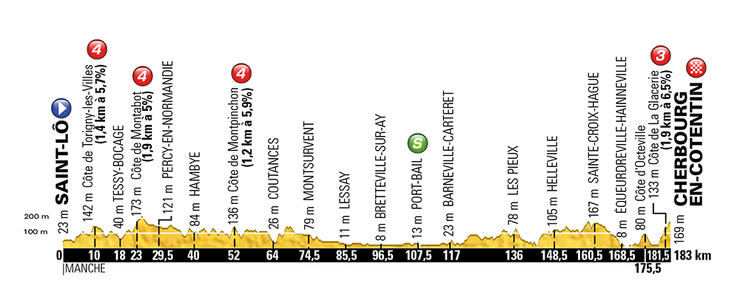 SAINT-LÔ
23 m
4
Côte de Torigny-les-Villes
(1,4 km à 5,7%)
142 m
TESSY-BOCAGE
40 m
4
Côte de Montabot
(1,9 km à 5%)
173 m
PERCY-EN-NORMANDIE
121 m
HAMBYE
84 m
4
Côte de Montpinchon
(1,2 km à 5,9%)
136 m
COUTANCES
26 m
MONTSURVENT
79 m
LESSAY
11 m
BRETTEVILLE-SUR-AY
8 m
S
PORT-BAIL
13 m
BARNEVILLE-CARTERET
23 m
LES PIEUX
78 m
HELLEVILLE
105 m
SAINTE-CROIX-HAGUE
167 m
ÉQUEURDREVILLE-HAINNEVILLE
8 m
Côte d'Octeville
80 m
3
Côte de La Glacerie
(1,9 km à 6,5%)
133 m
CHERBOURG
EN-COTENTIN
169 m
200 m
100 m
0 10 18 23 29,5 34 52 64 74,5 85,5 96,5 107,5 117 136 148,5 160,5 168,5 181,5 183 km
175,5
MANCHE